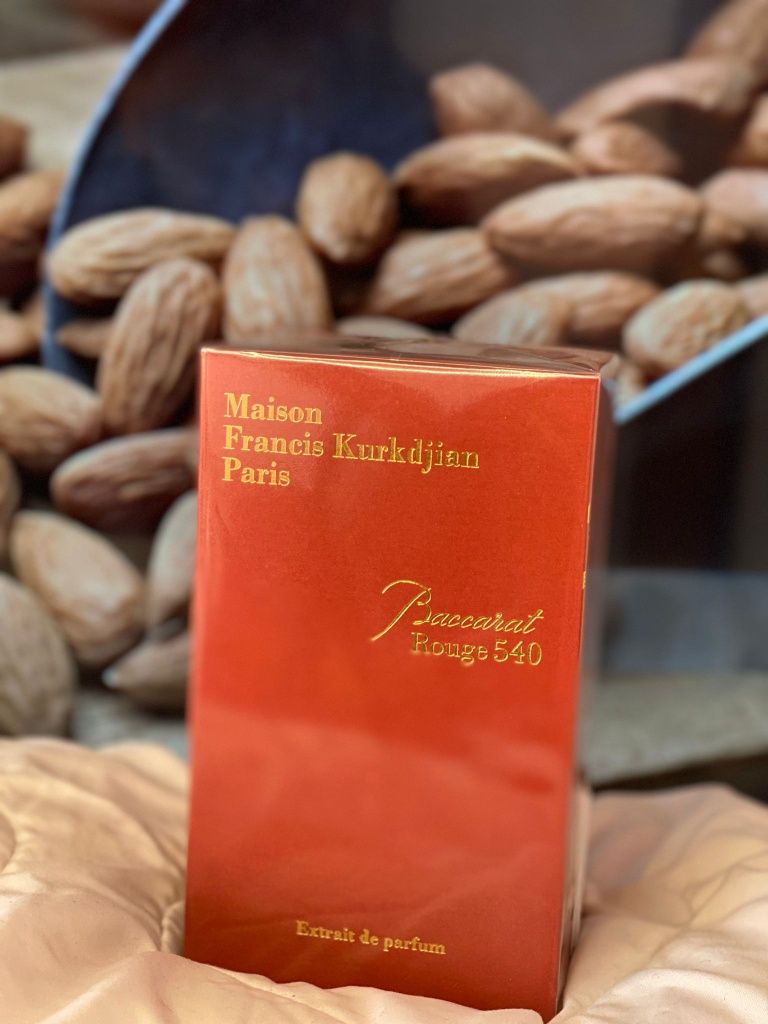 Maison
Francis Kurkdjian
Paris
Baccarat
Rouge 540
Extrait de parfum